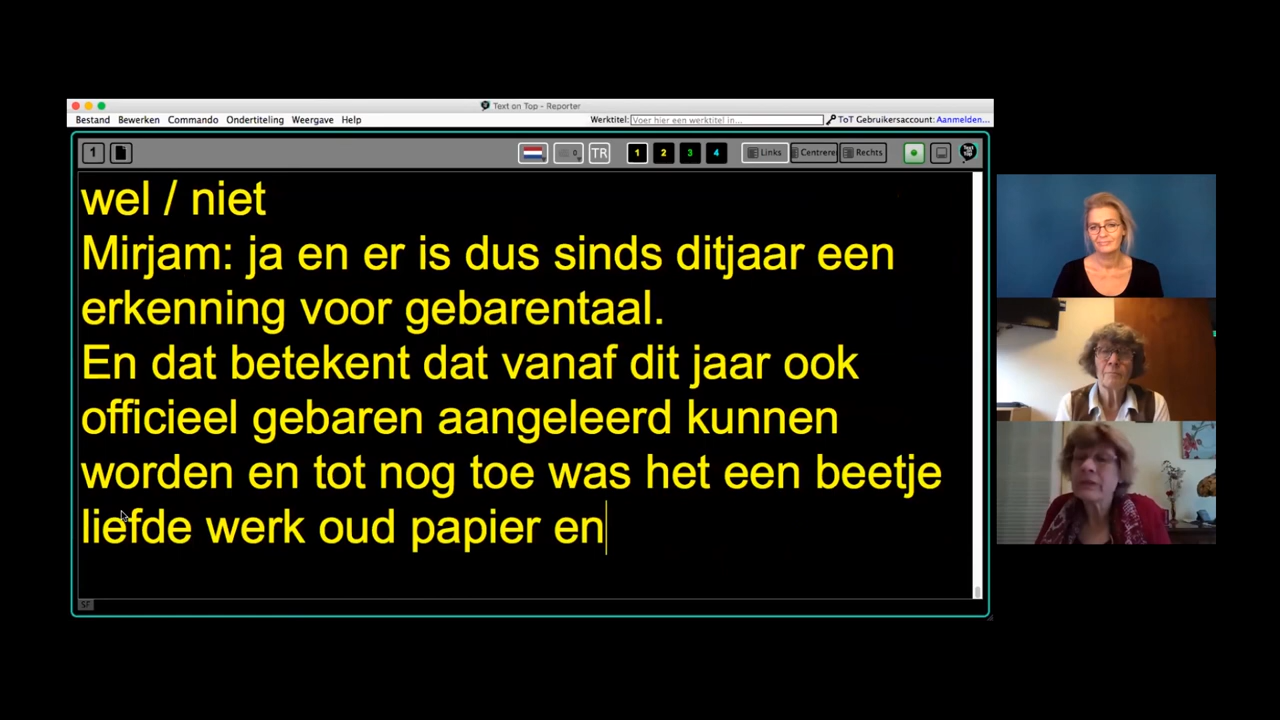 Text on Top - Reporter
Bestand Bewerken Commando Ondertiteling Weergave Help Werktitel: Voer hier een werktitel in... ToT Gebruikersaccount: Aanmelden...
1 0 TR 1 2 3 4 Links Centrere Rechts
wel / niet
Mirjam: ja en er is dus sinds ditjaar een
erkenning voor gebarentaal.
En dat betekent dat vanaf dit jaar ook
officieel gebaren aangeleerd kunnen
worden en tot nog toe was het een beetje
liefde werk oud papier en
SF